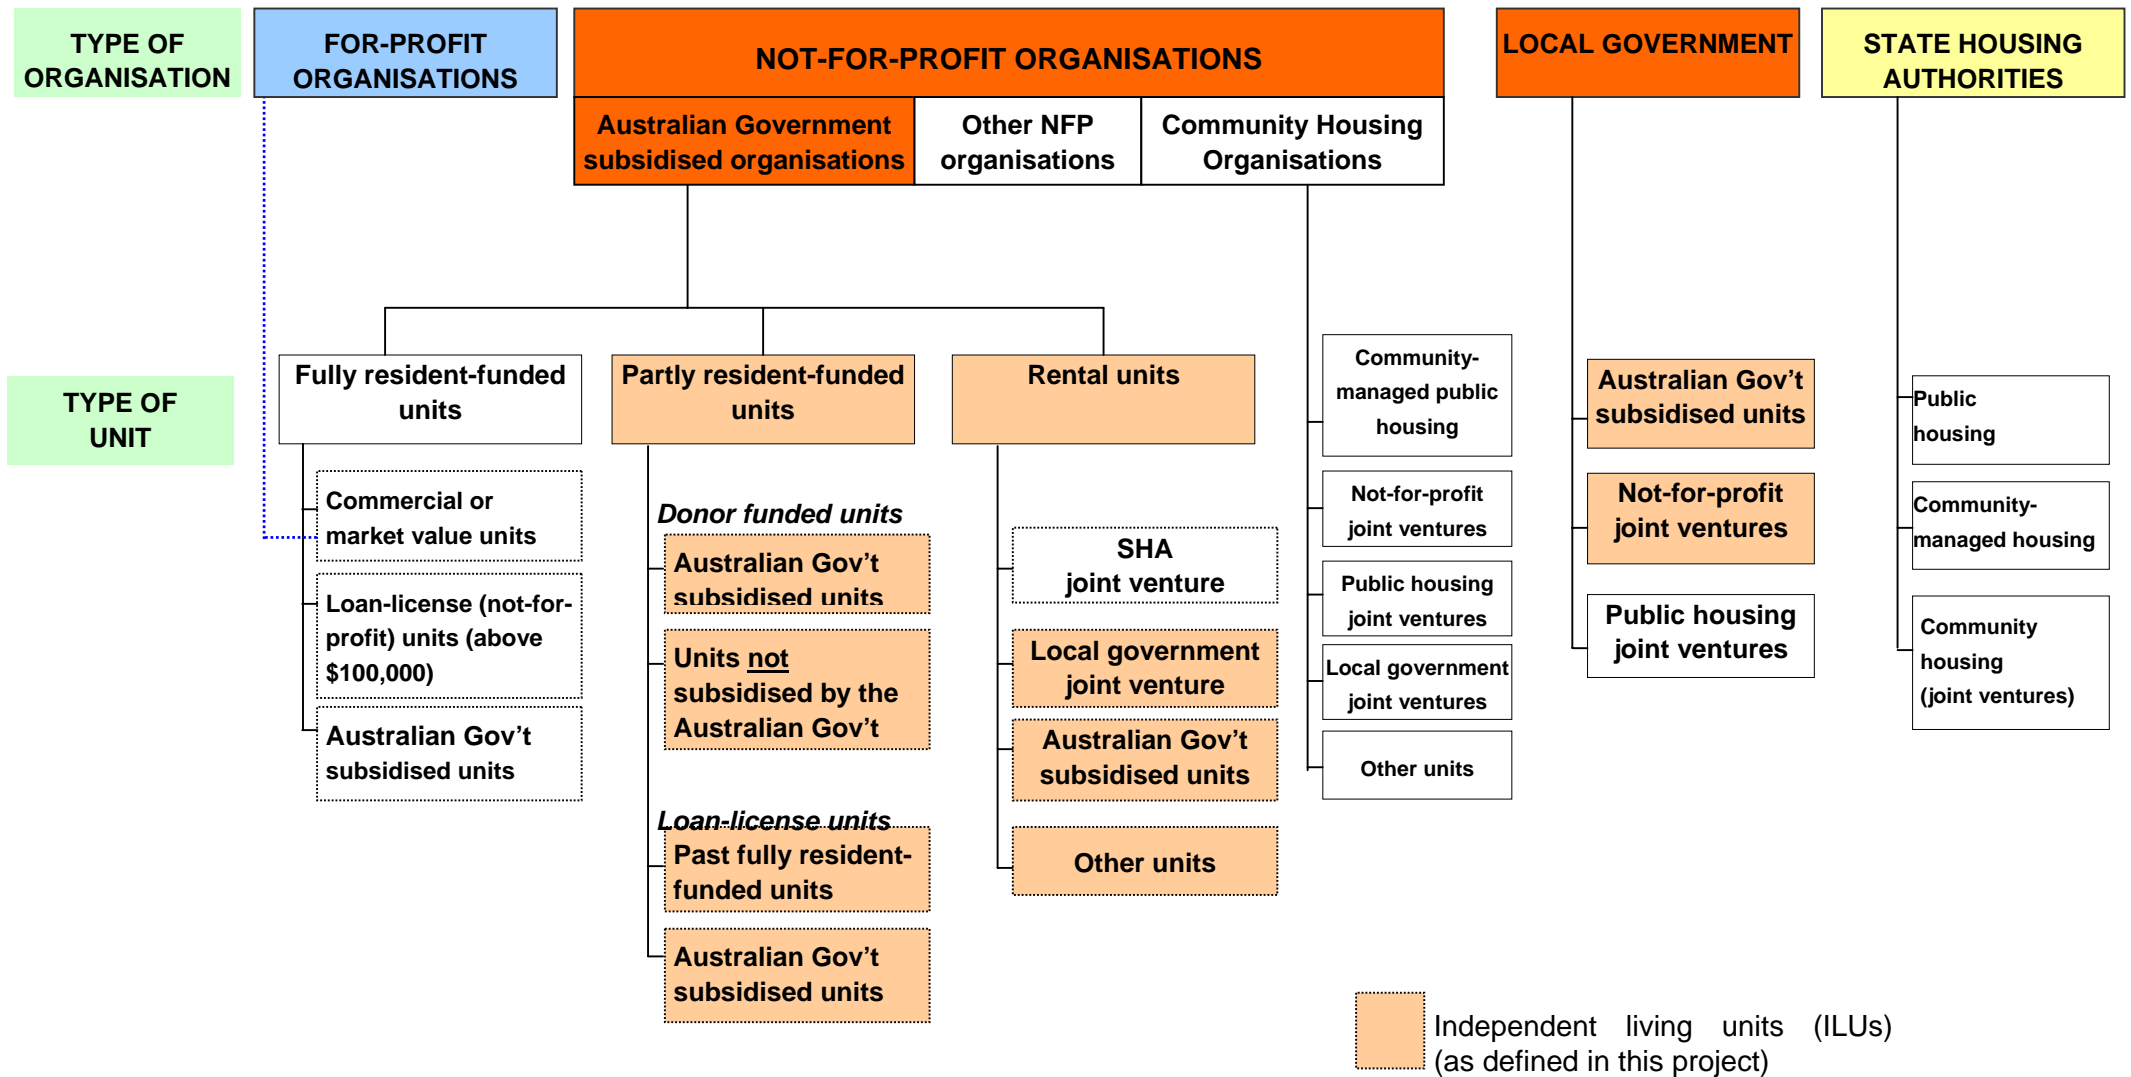 TYPE OF
ORGANISATION
FOR-PROFIT
ORGANISATIONS
NOT-FOR-PROFIT ORGANISATIONS
LOCAL GOVERNMENT
STATE HOUSING
AUTHORITIES
Australian Government
subsidised organisations
Other NFP
organisations
Community Housing
Organisations
TYPE OF
UNIT
Fully resident-funded
units
Commercial or
market value units
Loan-license (not-for-
profit) units (above
$100,000)
Australian Gov’t
subsidised units
Partly resident-funded
units
Donor funded units
Australian Gov’t
subsidised units
Units not
subsidised by the
Australian Gov’t
Loan-license units
Past fully resident-
funded units
Australian Gov’t
subsidised units
Rental units
SHA
joint venture
Local government
joint venture
Australian Gov’t
subsidised units
Other units
Community-
managed public
housing
Not-for-profit
joint ventures
Public housing
joint ventures
Local government
joint ventures
Other units
Australian Gov’t
subsidised units
Not-for-profit
joint ventures
Public housing
joint ventures
Public
housing
Community-
managed housing
Community
housing
(joint ventures)
Independent living units (ILUs)
(as defined in this project)